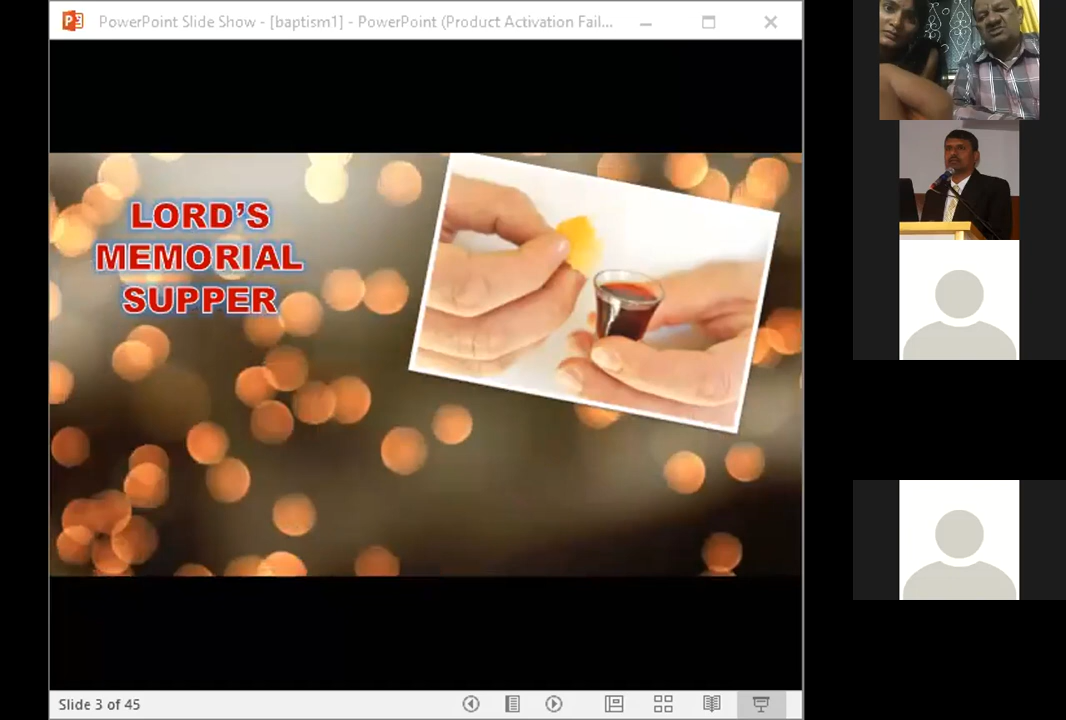 PowerPoint Slide Show - [baptism1] - PowerPoint (Product Activation Fail...
LORD'S
MEMORIAL
SUPPER
Slide 3 of 45